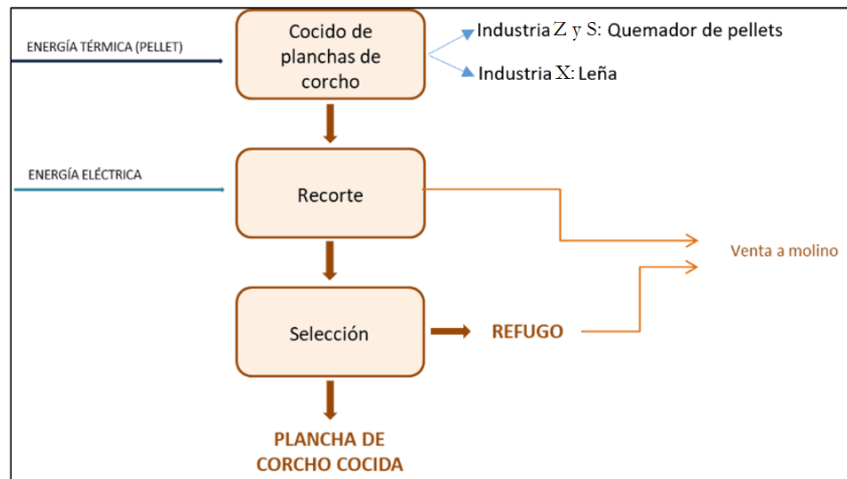 ENERGÍA TÉRMICA (PELLET)
Cocido de
planchas de
corcho
Industria Z y S: Quemador de pellets
Industria X: Leña
ENERGÍA ELÉCTRICA
Recorte
Venta a molino
Selección
REFUGO
PLANCHA DE
CORCHO COCIDA